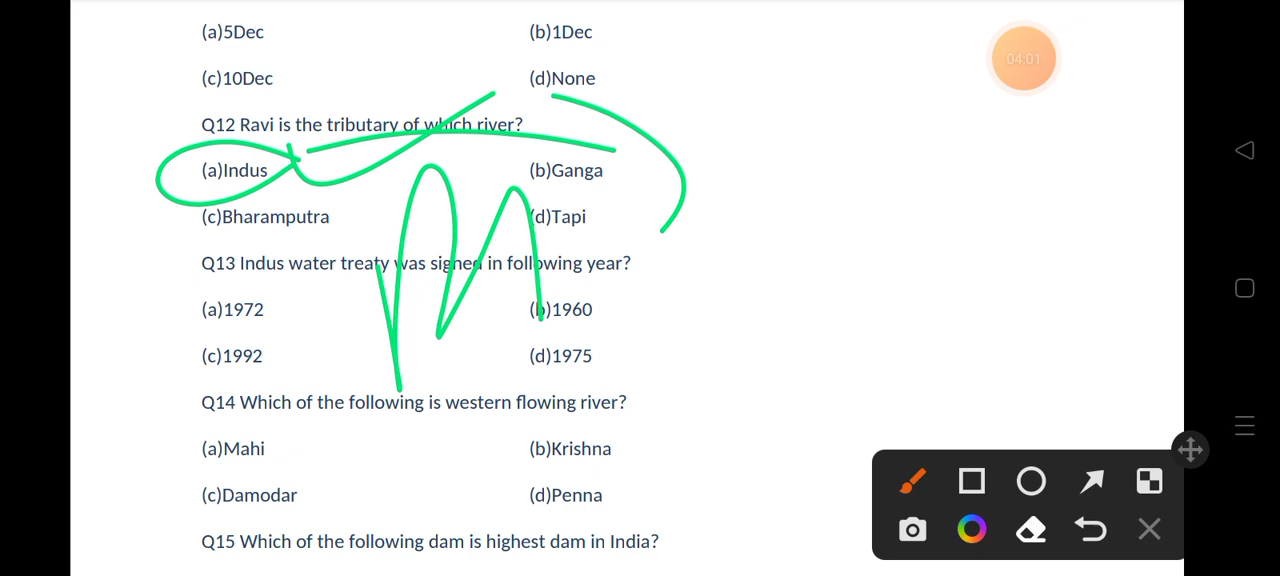 (a)5Dec (b)1Dec
04:01
(c)10Dec (d)None
Q12 Ravi is the tributary of which river?
(a)Indus (b)Ganga
(c)Bharamputra (d)Tapi
Q13 Indus water treaty was signed in following year?
(a)1972 (b)1960
(c)1992 (d)1975
Q14 Which of the following is western flowing river?
(a)Mahi (b)Krishna
(c)Damodar (d)Penna
Q15 Which of the following dam is highest dam in India?